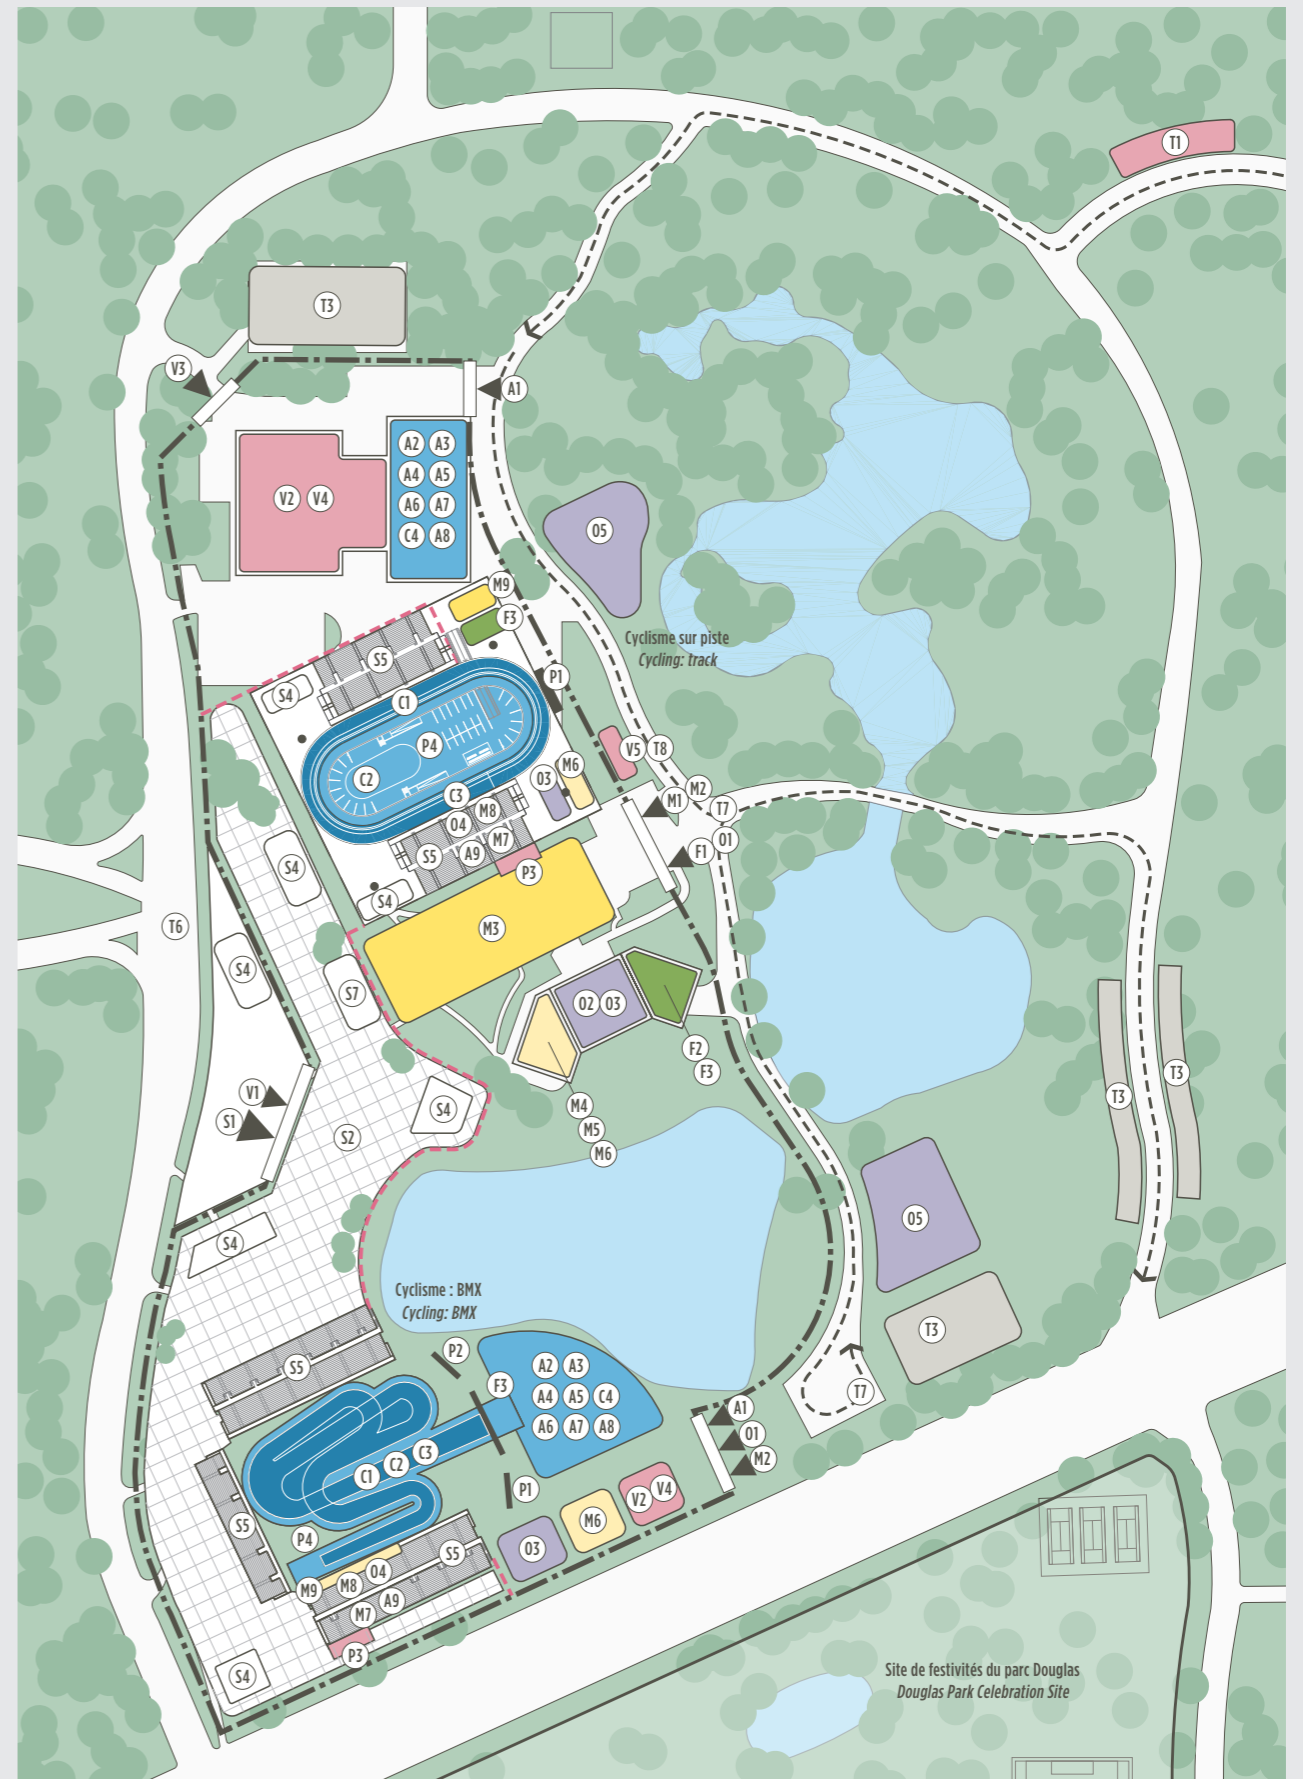 T1
T3
V3
A1
A2 A3
A4 A5
V2 V4
A6 A7
C4 A8
O5
M9
F3
Cyclisme sur piste
Cycling: track
S5
P1
S4
C1
P4
V5 T8
C2
O3 M6
M2
C3
M1 T7
M8
O4
O1
M7
F1
S5 A9
S4
P3
S4
T6
M3
S4
S7
O2 O3
F2
F3
V1
S1
S4
S2
M4
M5
M6
T3 T3
O5
S4
Cyclisme : BMX
Cycling: BMX
T3
P2
S5
F3
A2 A3
A4 A5 C4
A6 A7 A8
T7
A1
O1
M2
C1 C2 C3
P1
V2 V4
M6
S5
P4
O3
S5
O4
M9 M8
A9
M7
P3
S4
Site de festivités du parc Douglas
Douglas Park Celebration Site